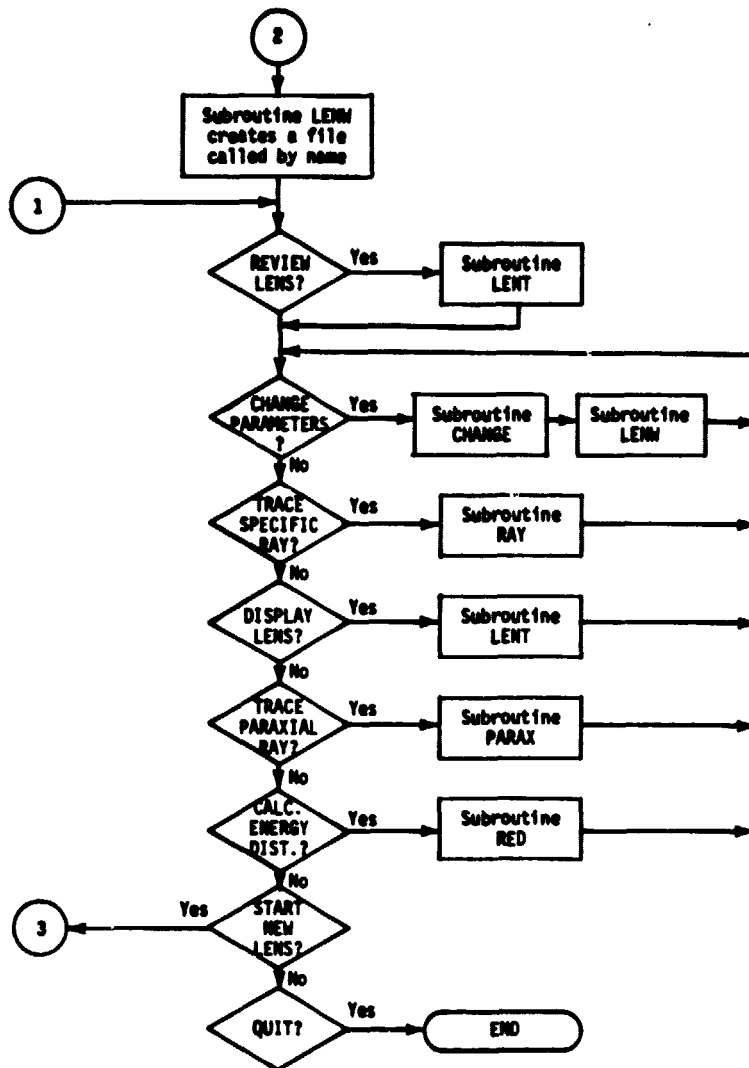 2
Subroutine LENW
creates a file
called by name
1
REVIEW
LENS?
Yes
Subroutine
LENT
CHANGE
PARAMETERS
?
Yes
Subroutine
CHANGE
Subroutine
LENW
No
TRACE
SPECIFIC
RAY?
Yes
Subroutine
RAY
No
DISPLAY
LENS?
Yes
Subroutine
LENT
No
TRACE
PARAXIAL
RAY?
Yes
Subroutine
PARAX
No
CALC.
ENERGY
DIST.?
Yes
Subroutine
RED
No
START
NEW
LENS?
Yes
3
No
QUIT?
Yes
END